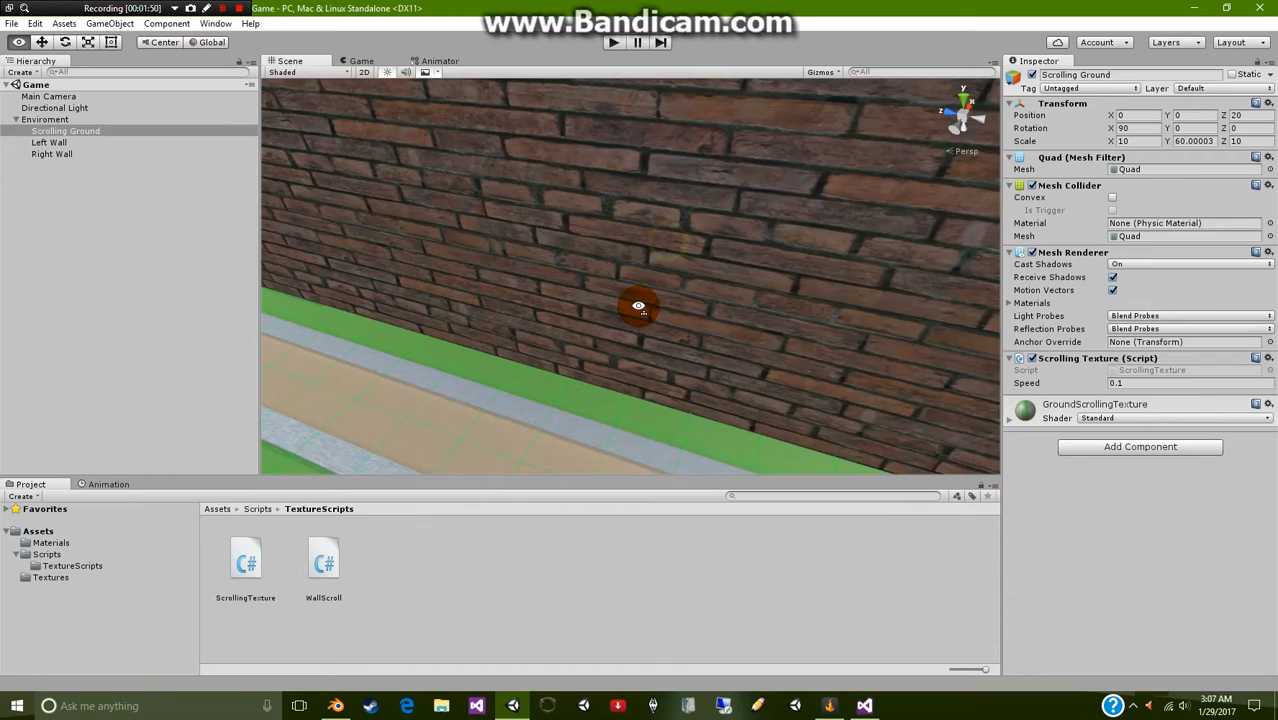 Recording [00:01:50]
Game - PC, Mac & Linux Standalone <DX11>
www.Bandicam.com
File Edit Assets GameObject Component Window Help
Center Global Account Layers Layout
Hierarchy Scene Game Animator Inspector
Create All Shaded 2D Gizmos All
Scrolling Ground Static
Tag Untagged Layer Default
Game
Main Camera
Directional Light
Enviroment
Scrolling Ground
Left Wall
Right Wall
y
x
z
Persp
Transform
Position X 0 Y 0 Z 20
Rotation X 90 Y 0 Z 0
Scale X 10 Y 60.00003 Z 10
Quad (Mesh Filter)
Mesh Quad
Mesh Collider
Convex
Is Trigger
Material None (Physic Material)
Mesh Quad
Mesh Renderer
Cast Shadows On
Receive Shadows
Motion Vectors
Materials
Light Probes Blend Probes
Reflection Probes Blend Probes
Anchor Override None (Transform)
Scrolling Texture (Script)
Script ScrollingTexture
Speed 0.1
GroundScrollingTexture
Shader Standard
Add Component
Project Animation
Create
Favorites
Assets
Materials
Scripts
TextureScripts
Textures
Assets Scripts TextureScripts
C# C#
ScrollingTexture WallScroll
Ask me anything
3:07 AM
1/29/2017